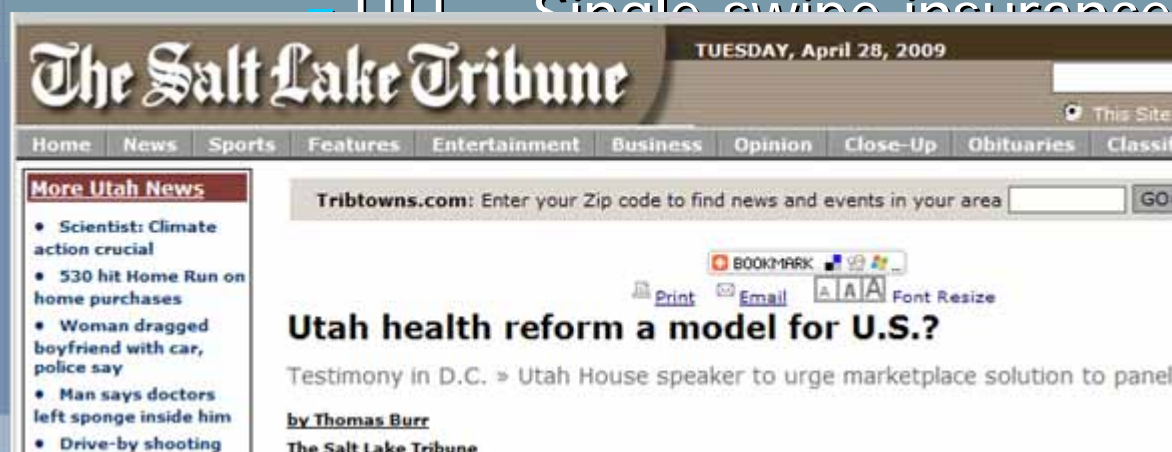 Single swipe insurance
The Salt Lake Tribune
TUESDAY, April 28, 2009
This Site
Home News Sports Features Entertainment Business Opinion Close-Up Obituaries Classif
More Utah News
• Scientist: Climate
action crucial
• 530 hit Home Run on
home purchases
• Woman dragged
boyfriend with car,
police say
• Man says doctors
left sponge inside him
• Drive-by shooting
Tribtowns.com: Enter your Zip code to find news and events in your area GO
BOOKMARK
Print Email A A A Font Resize
Utah health reform a model for U.S.?
Testimony in D.C. » Utah House speaker to urge marketplace solution to panel
by Thomas Burr
The Salt Lake Tribune